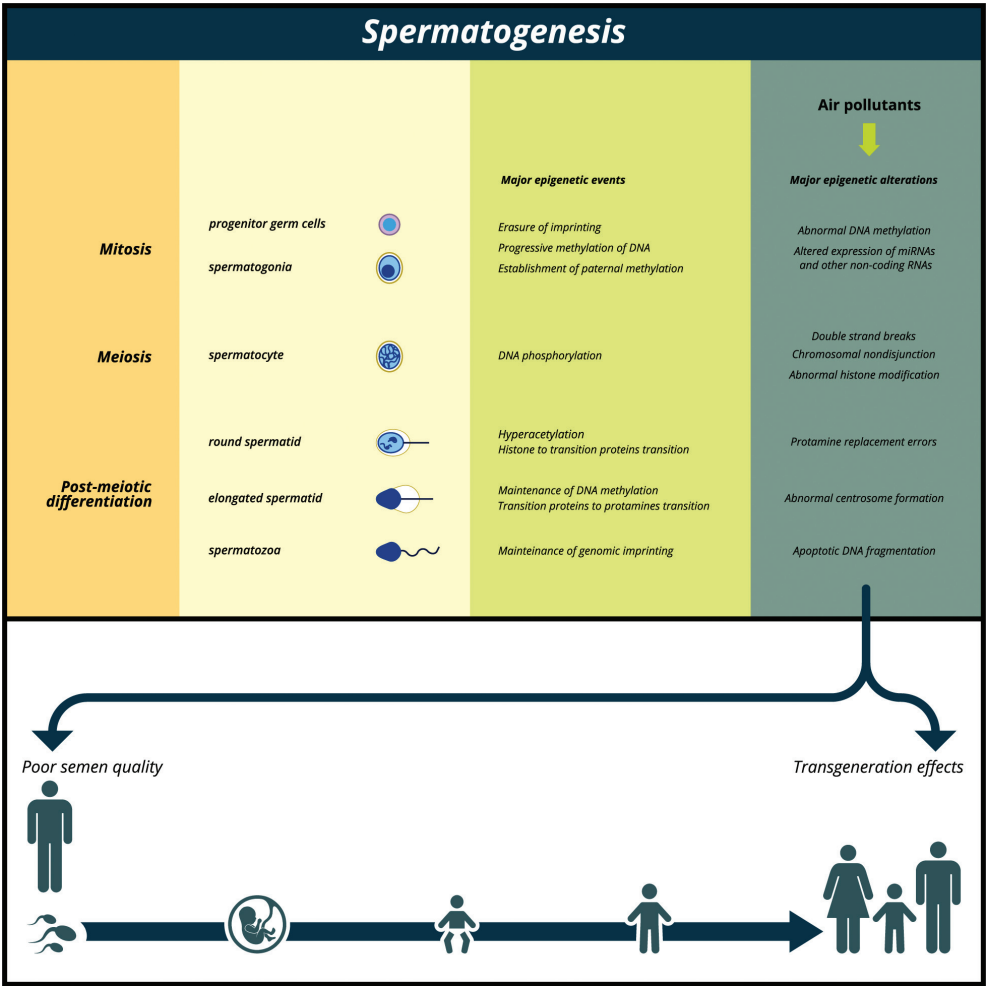 Spermatogenesis
Air pollutants
Major epigenetic events
Major epigenetic alterations
Mitosis
progenitor germ cells
spermatogonia
Erasure of imprinting
Progressive methylation of DNA
Establishment of paternal methylation
Abnormal DNA methylation
Altered expression of miRNAs
and other non-coding RNAs
Meiosis
spermatocyte
DNA phosphorylation
Double strand breaks
Chromosomal nondisjunction
Abnormal histone modification
Post-meiotic
differentiation
round spermatid
Hyperacetylation
Histone to transition proteins transition
Protamine replacement errors
elongated spermatid
Maintenance of DNA methylation
Transition proteins to protamines transition
Abnormal centrosome formation
spermatozoa
Mainteinance of genomic imprinting
Apoptotic DNA fragmentation
Poor semen quality
Transgeneration effects